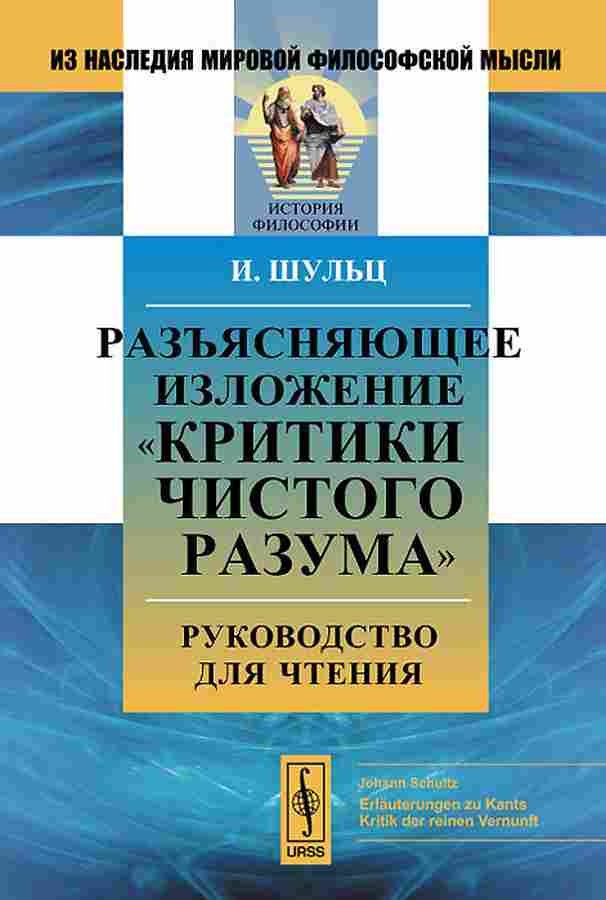 ИЗ НАСЛЕДИЯ МИРОВОЙ ФИЛОСОФСКОЙ МЫСЛИ
ИСТОРИЯ
ФИЛОСОФИИ
И. ШУЛЬЦ
РАЗЪЯСНЯЮЩЕЕ
ИЗЛОЖЕНИЕ
«КРИТИКИ
ЧИСТОГО
РАЗУМА»
РУКОВОДСТВО
ДЛЯ ЧТЕНИЯ
URSS
Johann Schultz
Erläuterungen zu Kants
Kritik der reinen Vernunft